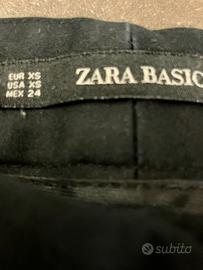 EUR XS
USA XS
MEX 24
ZARA BASIC
subito